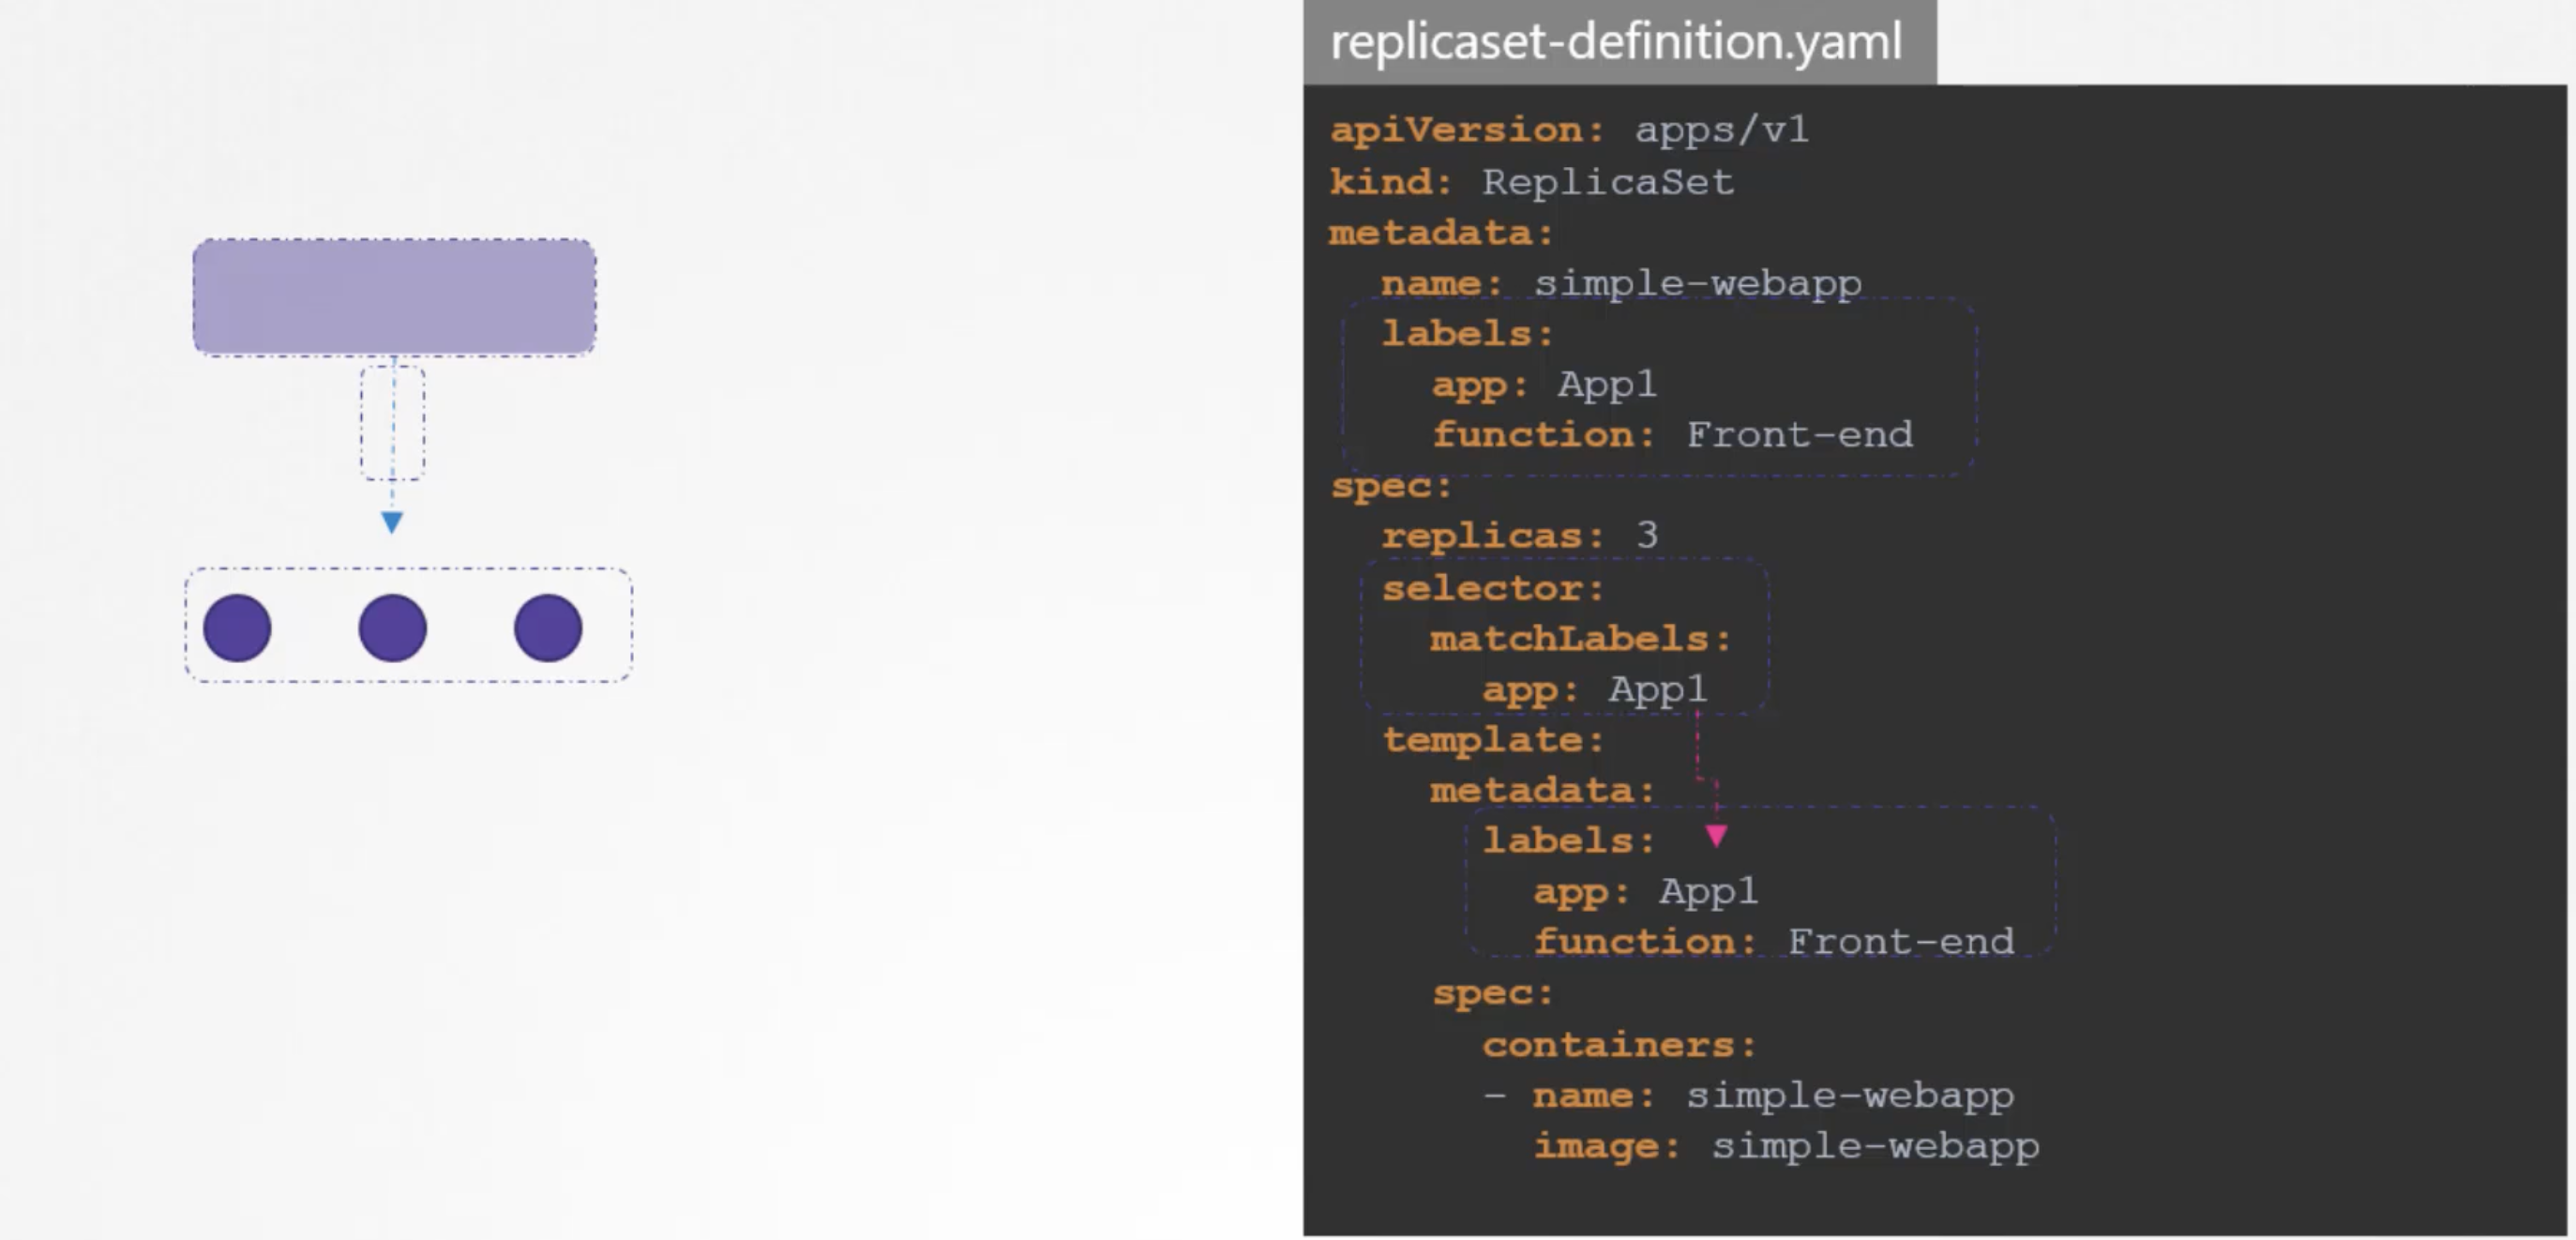 replicaset-definition.yaml
apiVersion: apps/v1
kind: ReplicaSet
metadata:
  name: simple-webapp
  labels:
    app: App1
    function: Front-end
spec:
  replicas: 3
  selector:
    matchLabels:
      app: App1
  template:
    metadata:
      labels:
        app: App1
        function: Front-end
    spec:
      containers:
      - name: simple-webapp
        image: simple-webapp